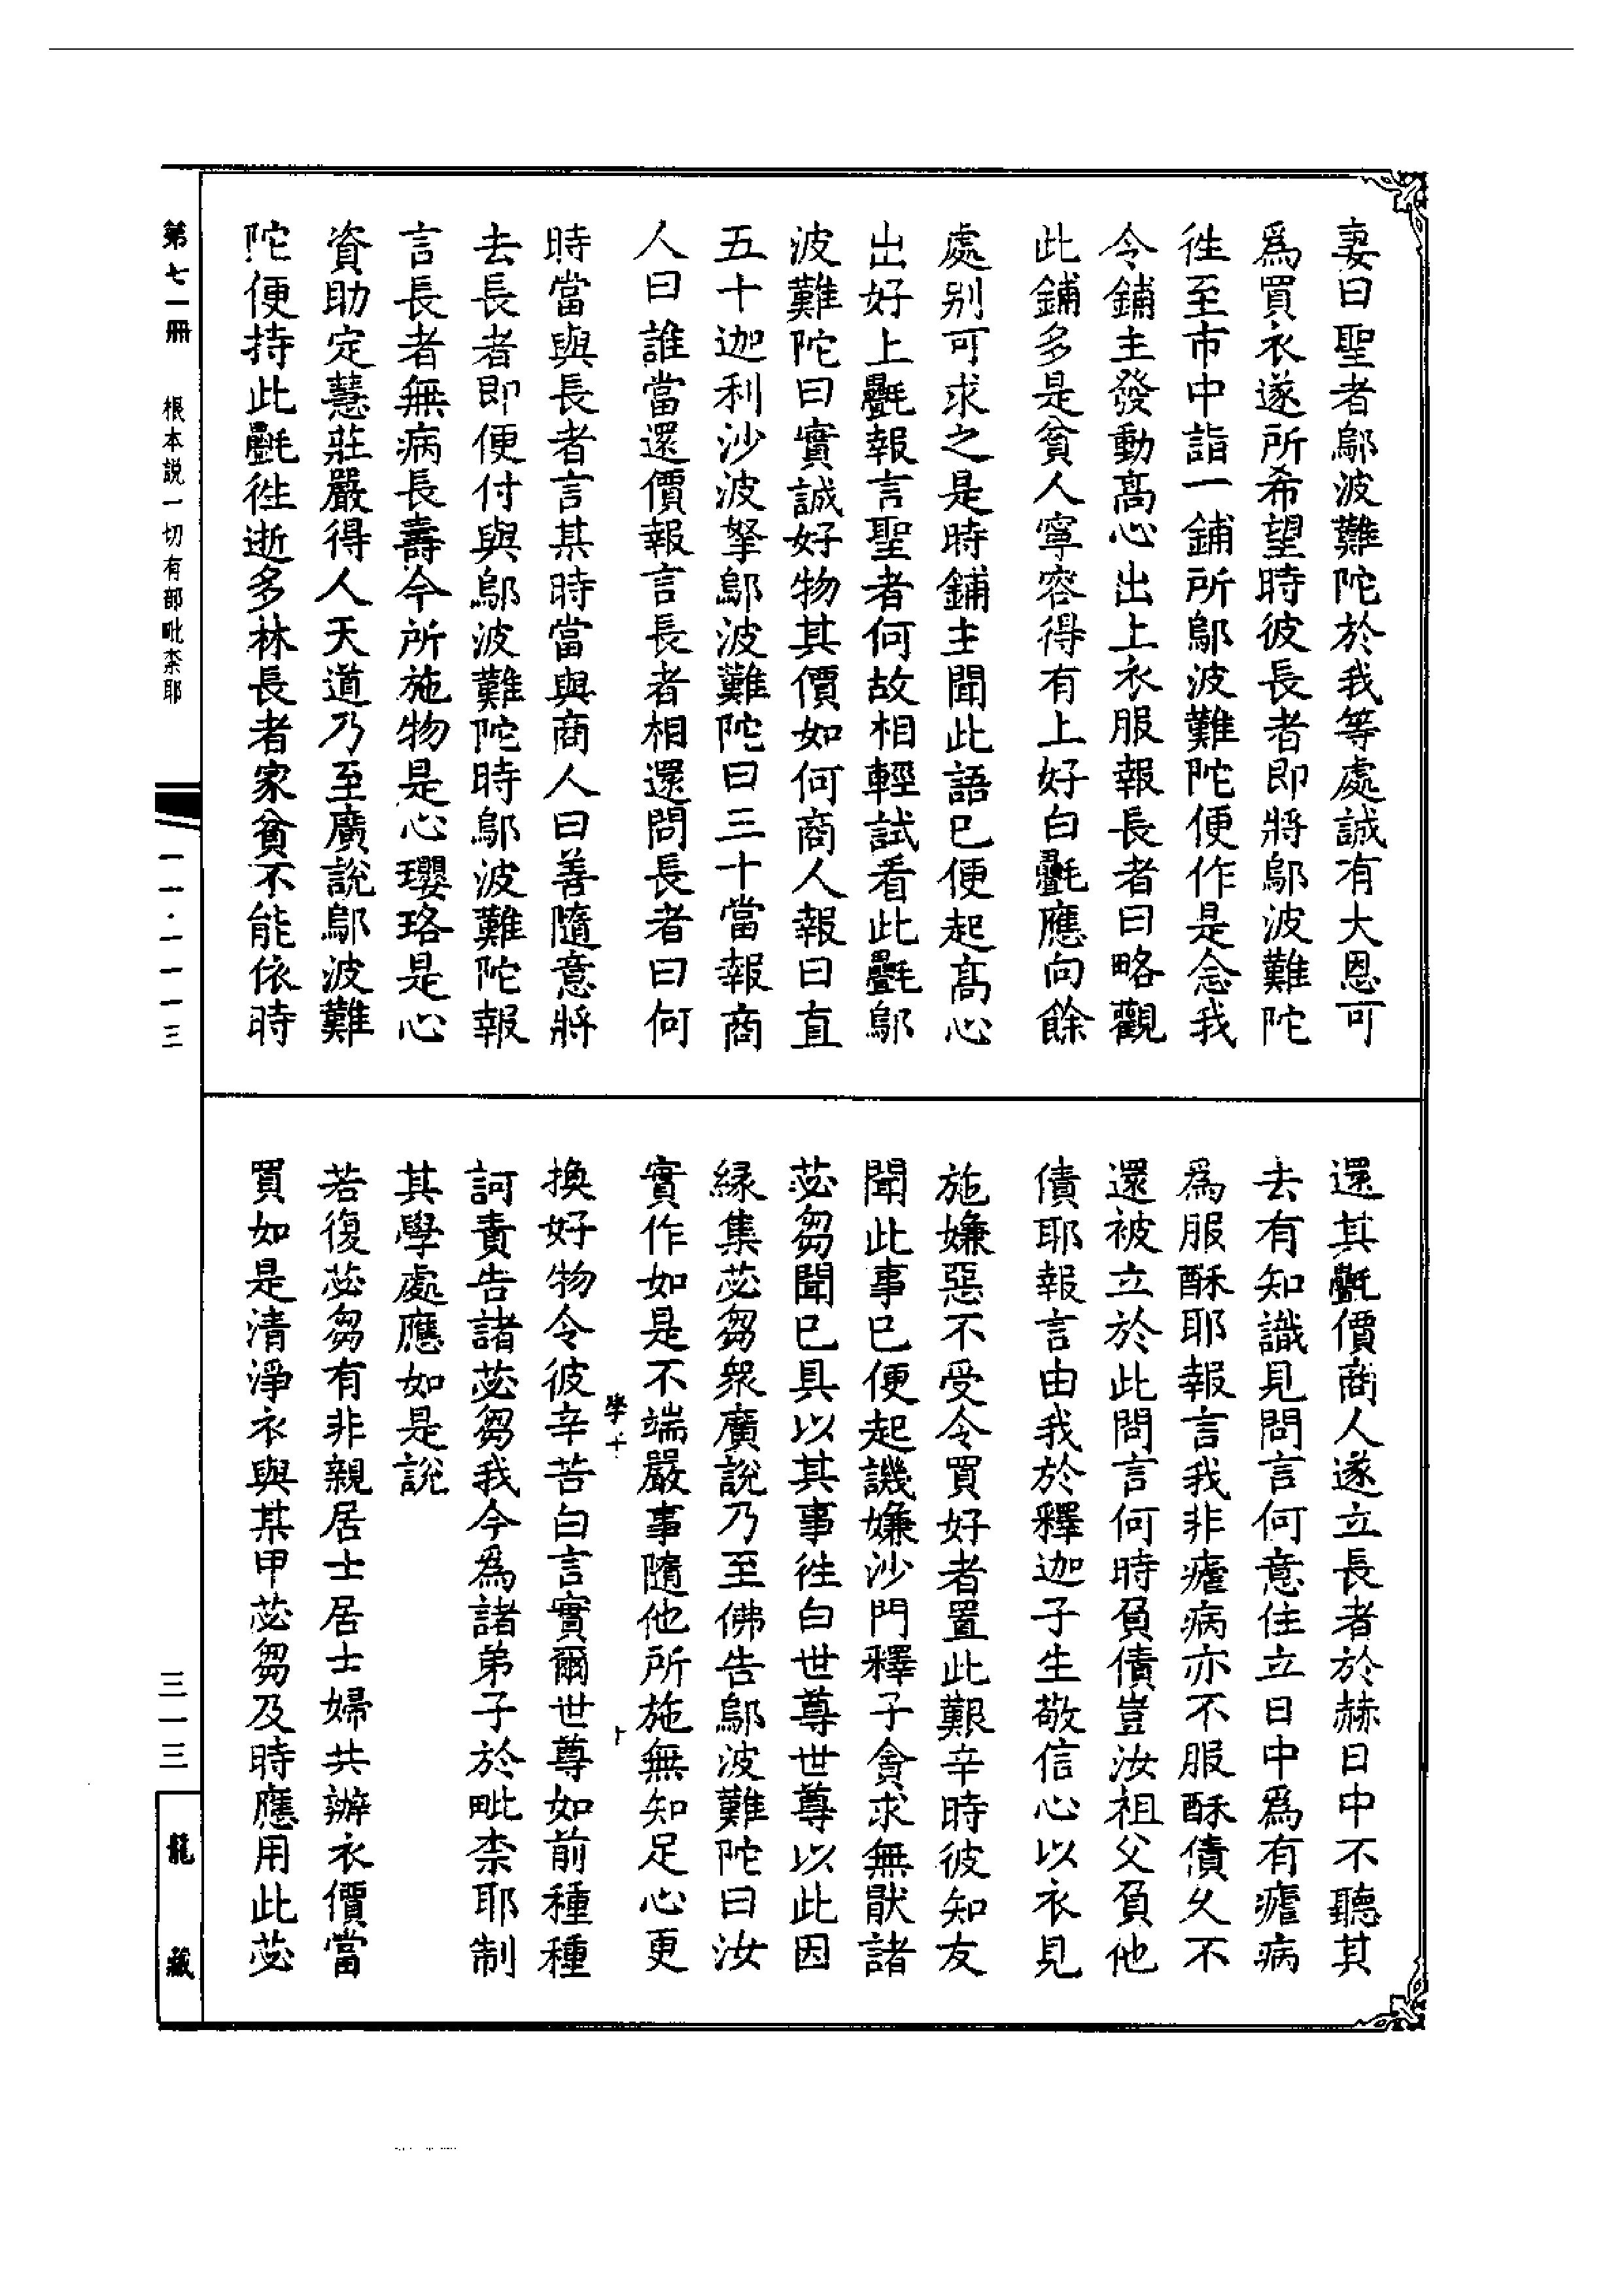 妻曰聖者鄔波難陀於我等處誠有大恩可
爲買衣遂所希望時彼長者即將鄔波難陀
徃至市中詣一鋪所鄔波難陀便作是念我
令鋪主發動高心出上衣服報長者曰略觀
此鋪多是貧人寧容得有上好白㲲應向餘
處別可求之是時鋪主聞此語已便起高心
出好上㲲報言聖者何故相輕試看此㲲鄔
波難陀曰實誠好物其價如何商人報曰直
五十迦利沙波拏鄔波難陀曰三十當報商
人曰誰當還價報言長者相還問長者曰何
時當與長者言某時當與商人曰善隨意將
去長者即便付與鄔波難陀時鄔波難陀報
言長者無病長壽今所施物是心瓔珞是心
資助定慧莊嚴得人天道乃至廣說鄔波難
陀便持此㲲徃逝多林長者家貧不能依時
還其㲲價商人遂立長者於赫日中不聽其
去有知識見問言何意住立日中爲有瘧病
為服酥耶報言我非瘧病亦不服酥債久不
還被立於此問言何時負債豈汝祖父負他
債耶報言由我於釋迦子生敬信心以衣見
施嫌惡不受令買好者置此艱辛時彼知友
聞此事已便起譏嫌沙門釋子貪求無猒諸
苾芻聞已具以其事徃白世尊世尊以此因
緣集苾芻衆廣說乃至佛告鄔波難陀曰汝
實作如是不端嚴事隨他所施無知足心更
學十
十
換好物令彼辛苦白言實爾世尊如前種種
訶責告諸苾芻我今為諸弟子於毗柰耶制
其學處應如是說
若復苾芻有非親居士居士婦共辦衣價當
買如是清淨衣與某甲苾芻及時應用此苾
第七一冊 根本說一切有部毗柰耶
一一·一一一三
三一三
龍藏